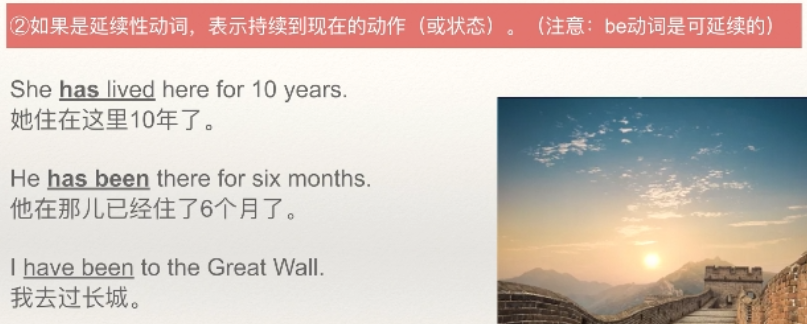 ②如果是延续性动词，表示持续到现在的动作（或状态）。（注意：be动词是可延续的）
She has lived here for 10 years.
她住在这里10年了。
He has been there for six months.
他在那儿已经住了6个月了。
I have been to the Great Wall.
我去过长城。